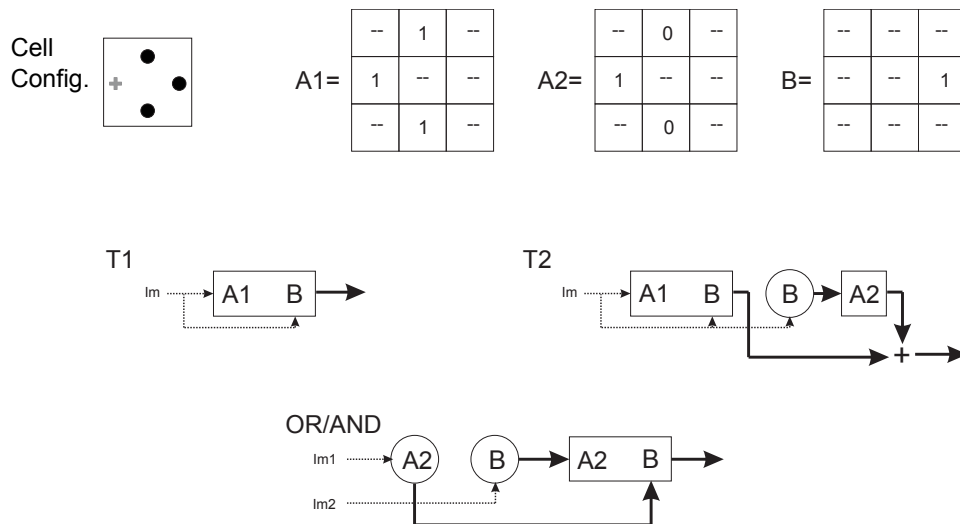 Cell
Config.
A1=
-- 1 --
1 -- --
-- 1 --
A2=
-- 0 --
1 -- --
-- 0 --
B=
-- -- --
-- -- 1
-- -- --
T1
Im
A1 B
T2
Im
A1 B
B
A2
+
OR/AND
Im1
A2
B
A2 B
Im2